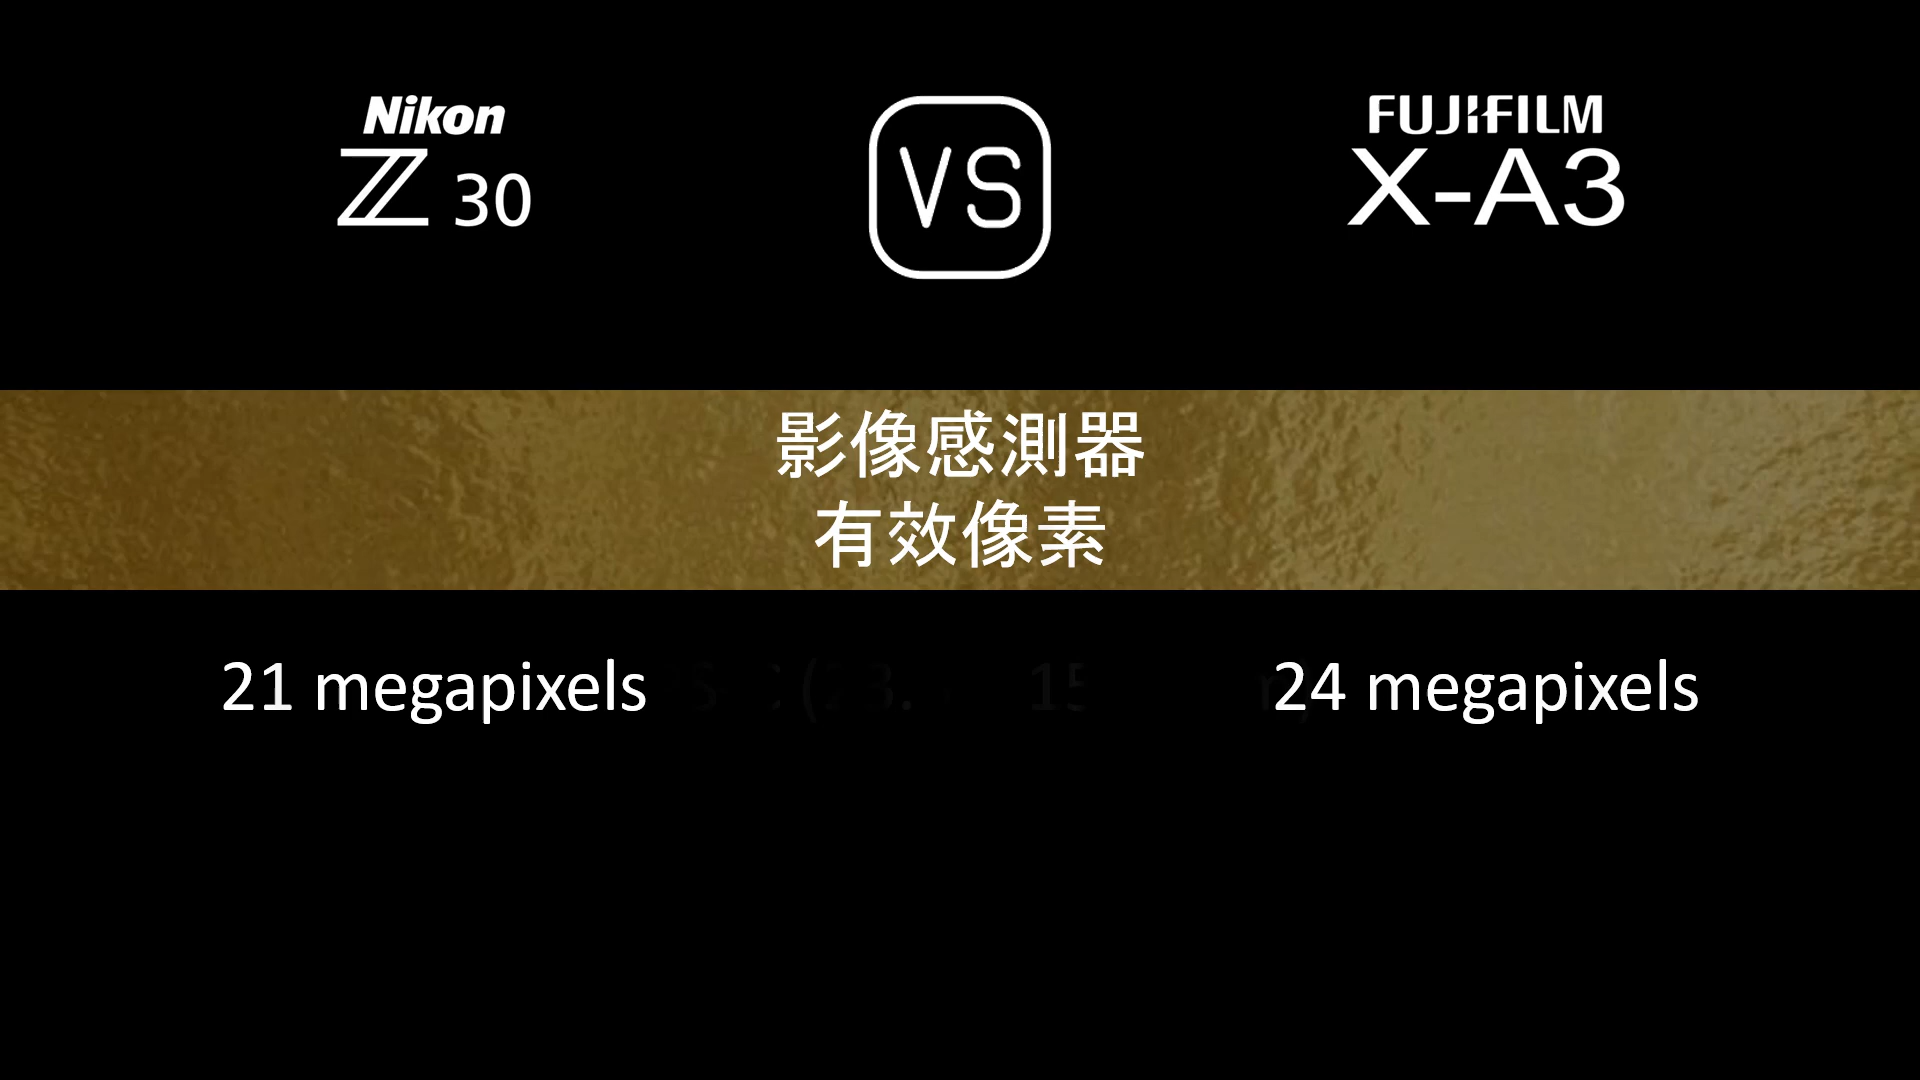 Nikon
Z 30
VS
FUJIFILM
X-A3
影像感測器
有效像素
21 megapixels
24 megapixels